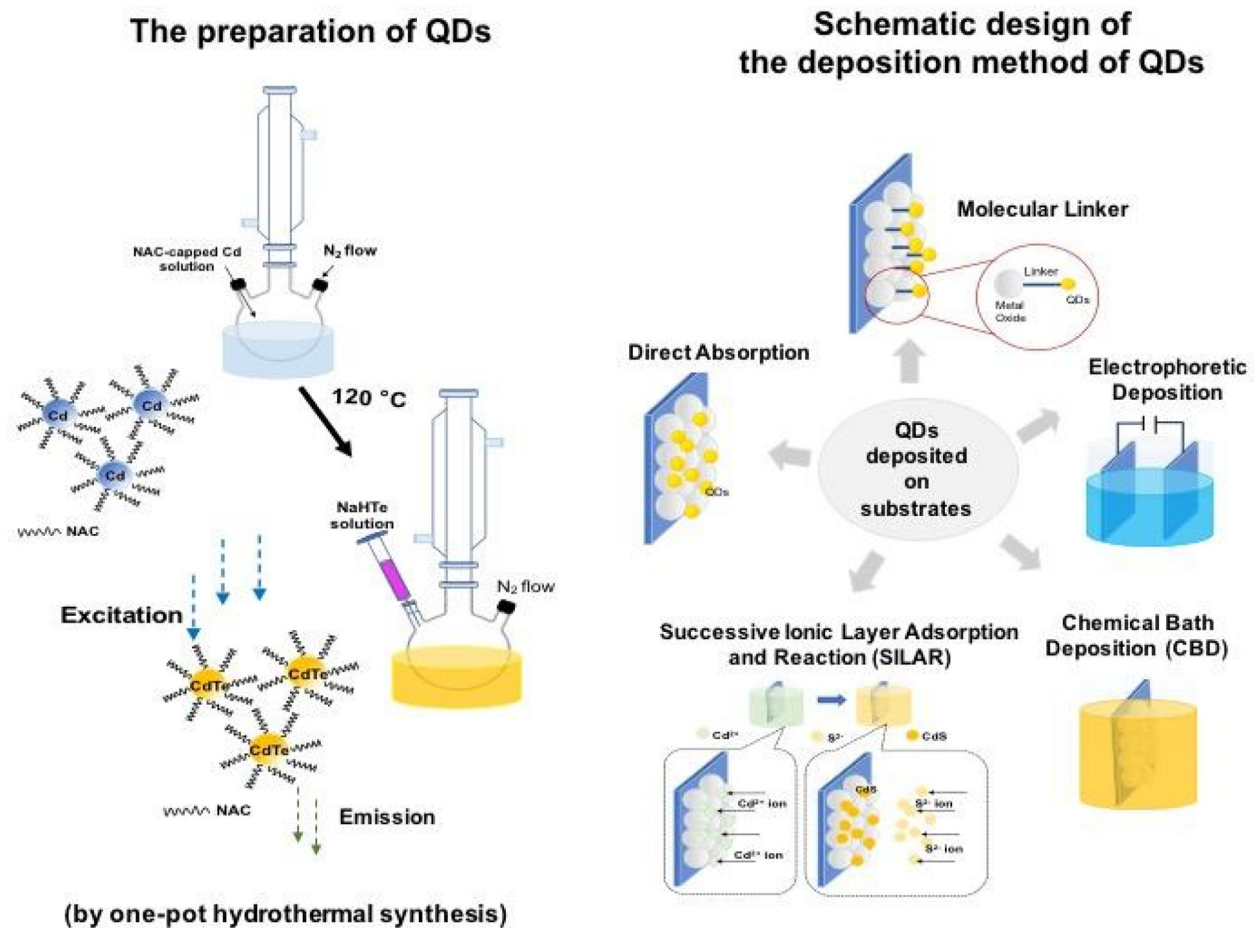 The preparation of QDs
NAC-capped Cd
solution
N₂ flow
120 °C
Cd
Cd
Cd
NAC
NaHTe
solution
N₂ flow
Excitation
CdTe
CdTe
CdTe
NAC
Emission
(by one-pot hydrothermal synthesis)
Schematic design of
the deposition method of QDs
Molecular Linker
Linker
Metal
Oxide
QDs
Direct Absorption
QDs
Electrophoretic
Deposition
QDs
deposited
on
substrates
Successive Ionic Layer Adsorption
and Reaction (SILAR)
Cd²⁺
S²⁻
CdS
Cd²⁺ ion
Cd²⁺ ion
CdS
S²⁻ ion
S²⁻ ion
Chemical Bath
Deposition (CBD)